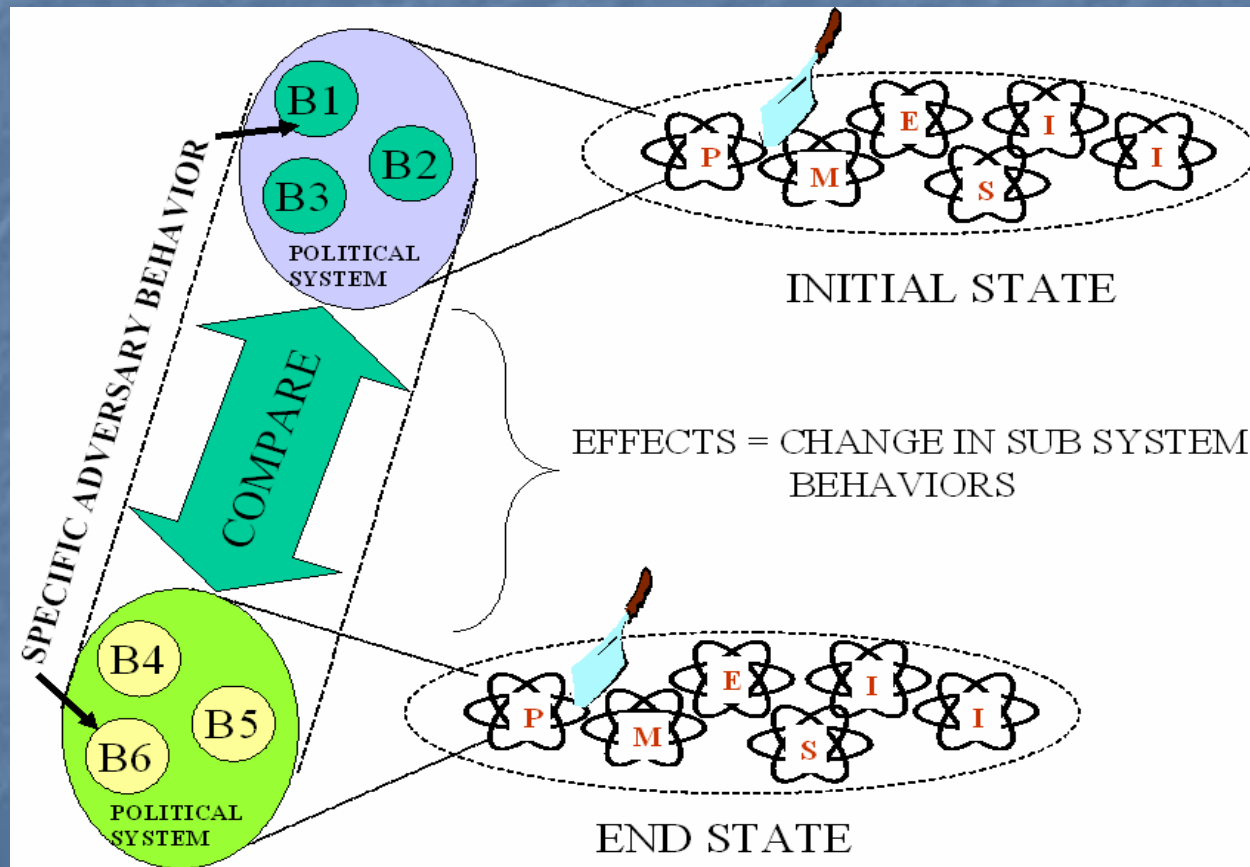 B1
B2
B3
POLITICAL
SYSTEM
P
M
E
S
I
I
INITIAL STATE
SPECIFIC ADVERSARY BEHAVIOR
COMPARE
EFFECTS = CHANGE IN SUB SYSTEM
BEHAVIORS
B4
B5
B6
POLITICAL
SYSTEM
P
M
E
S
I
I
END STATE